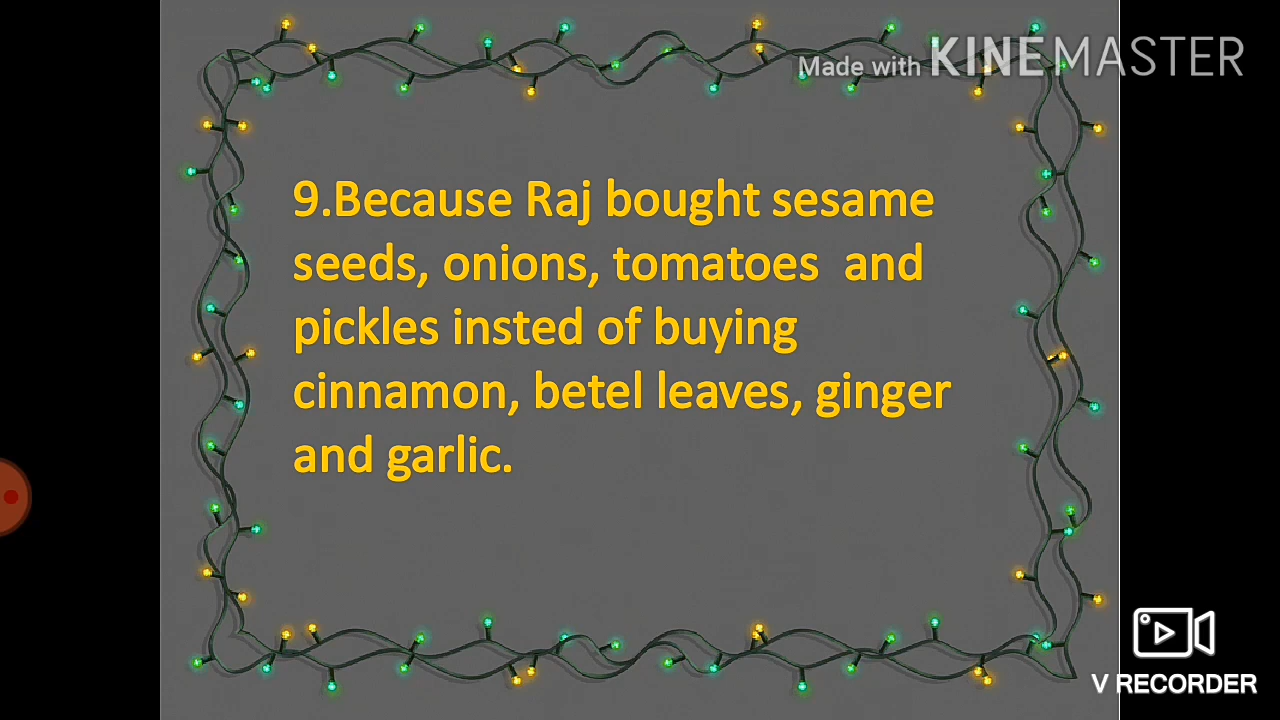 Made with KINEMASTER
9.Because Raj bought sesame
seeds, onions, tomatoes and
pickles insted of buying
cinnamon, betel leaves, ginger
and garlic.
V RECORDER